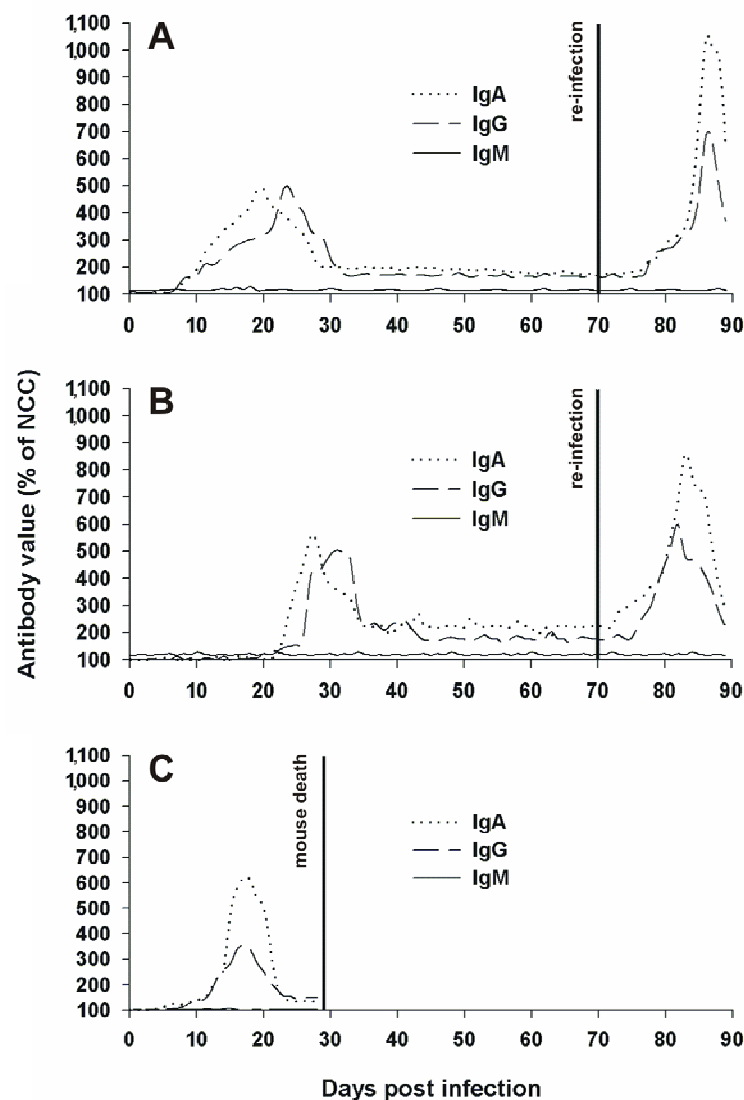 A
1,100
1,000
900
800
700
600
500
400
300
200
100
re-infection
IgA
IgG
IgM
0 10 20 30 40 50 60 70 80 90
Antibody value (% of NCC)
B
1,100
1,000
900
800
700
600
500
400
300
200
100
re-infection
IgA
IgG
IgM
0 10 20 30 40 50 60 70 80 90
C
1,100
1,000
900
800
700
600
500
400
300
200
100
mouse death
IgA
IgG
IgM
0 10 20 30 40 50 60 70 80 90
Days post infection